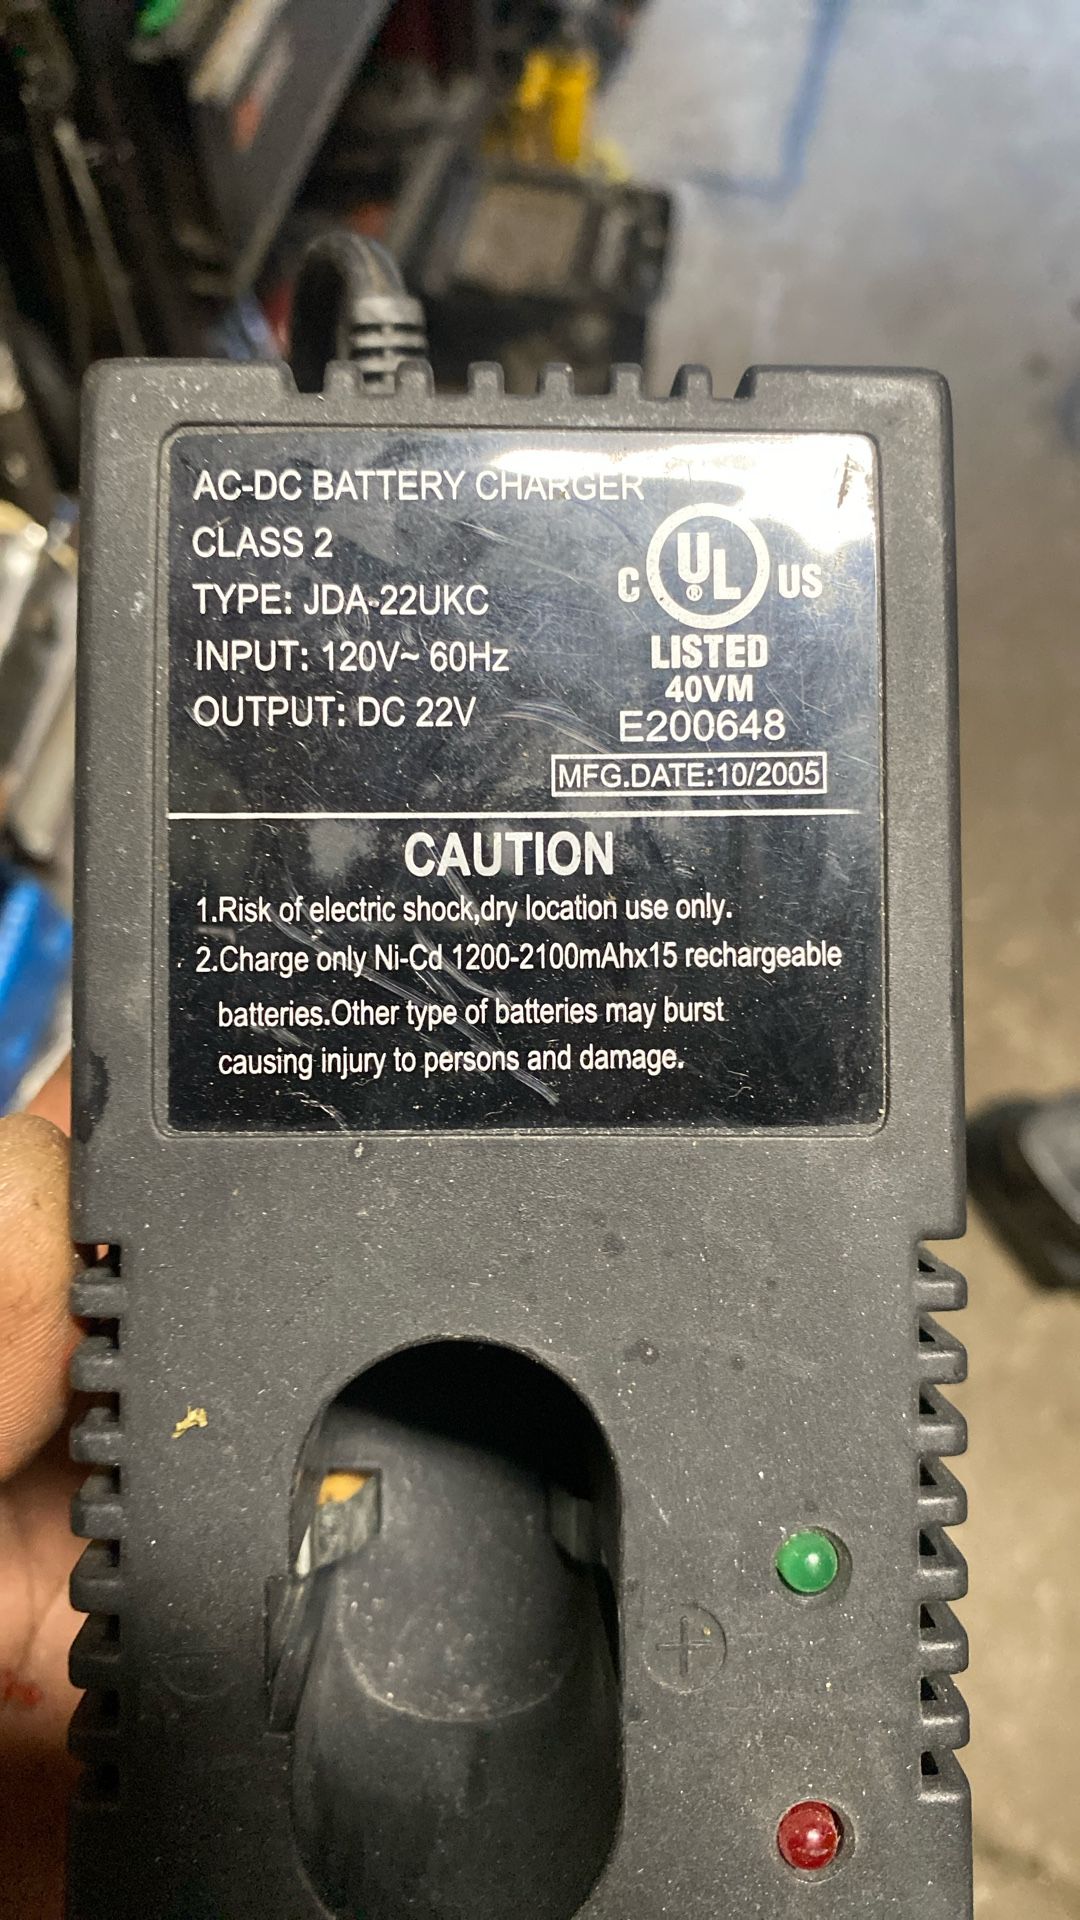 AC-DC BATTERY CHARGER
CLASS 2
TYPE: JDA-22UKC
INPUT: 120V~ 60Hz
OUTPUT: DC 22V
C UL® US
LISTED
40VM
E200648
MFG.DATE:10/2005
CAUTION
1.Risk of electric shock,dry location use only.
2.Charge only Ni-Cd 1200-2100mAhx15 rechargeable
batteries.Other type of batteries may burst
causing injury to persons and damage.
+